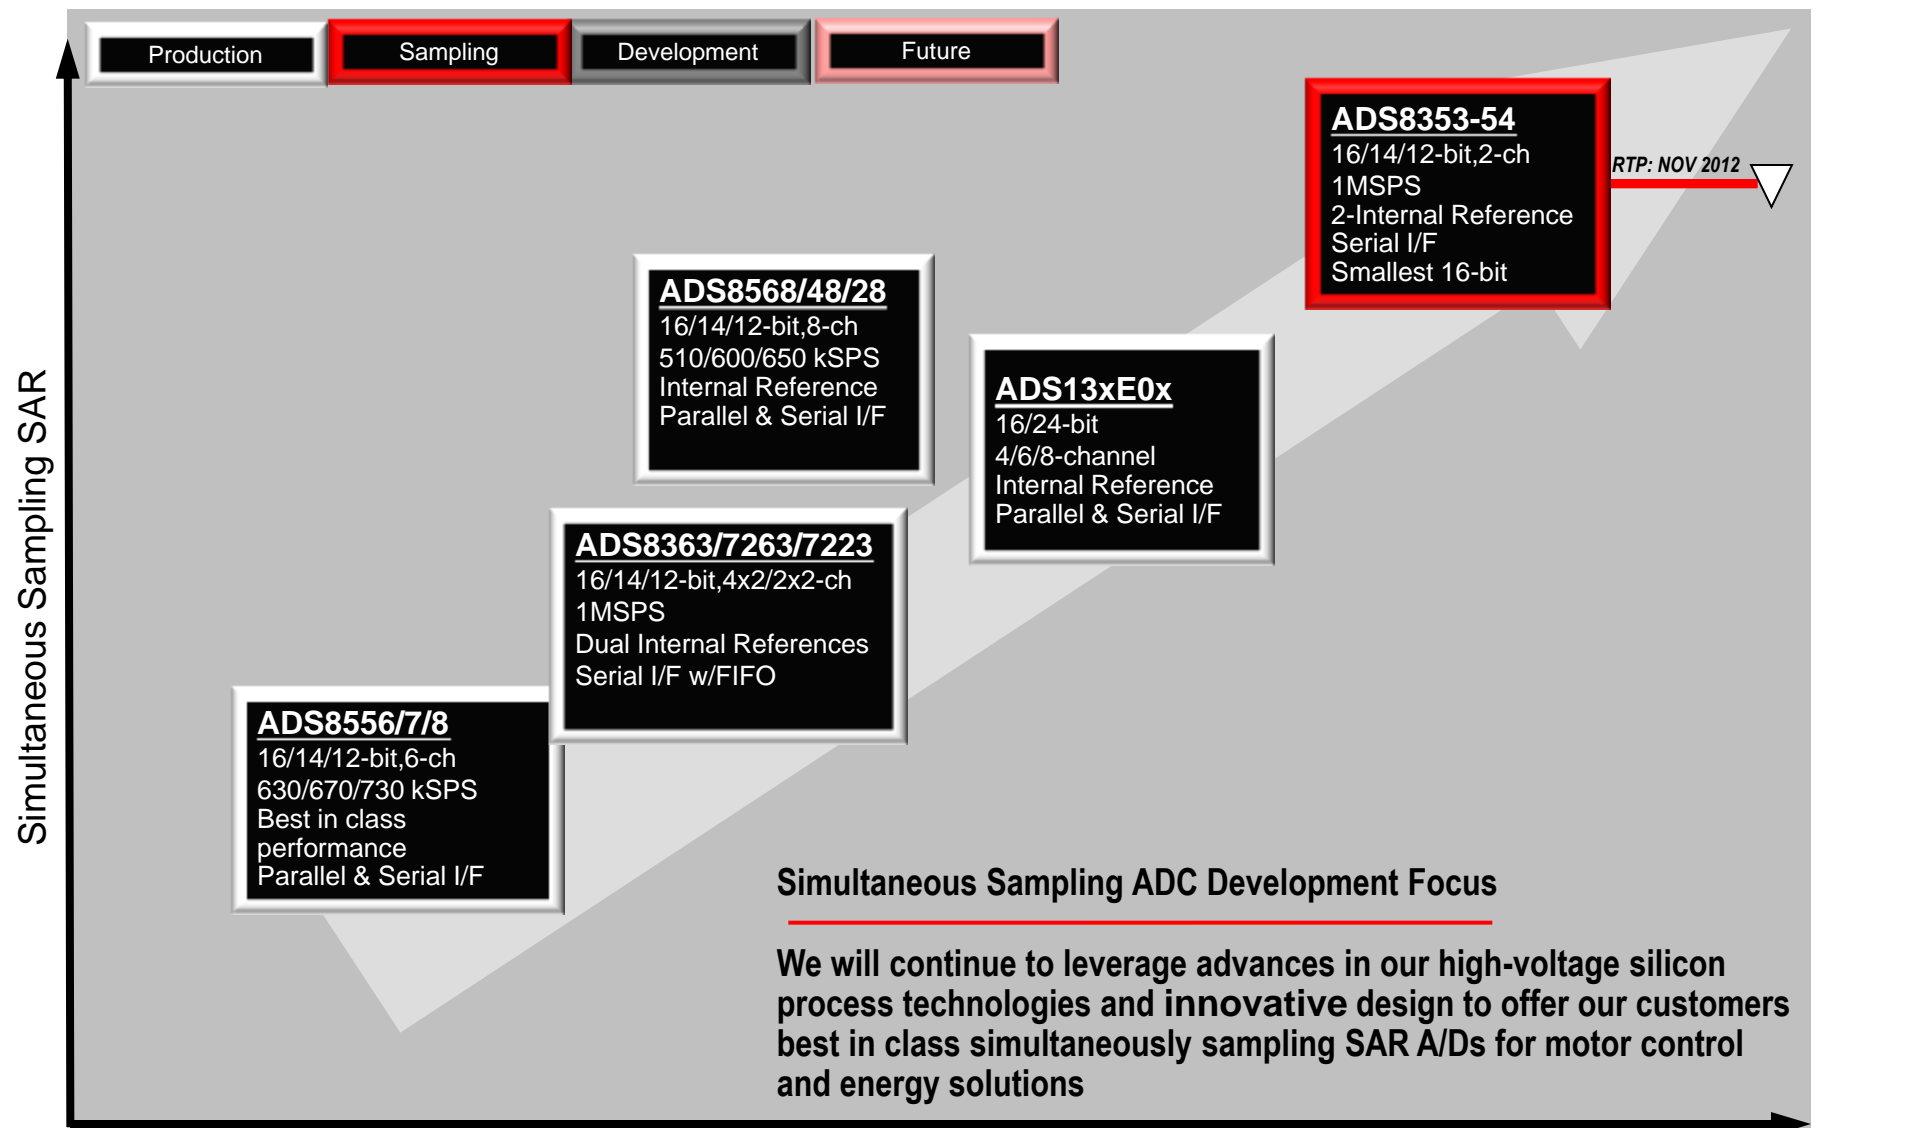 Production
Sampling
Development
Future
Simultaneous Sampling SAR
ADS8353-54
16/14/12-bit,2-ch
1MSPS
2-Internal Reference
Serial I/F
Smallest 16-bit
RTP: NOV 2012
ADS8568/48/28
16/14/12-bit,8-ch
510/600/650 kSPS
Internal Reference
Parallel & Serial I/F
ADS13xE0x
16/24-bit
4/6/8-channel
Internal Reference
Parallel & Serial I/F
ADS8363/7263/7223
16/14/12-bit,4x2/2x2-ch
1MSPS
Dual Internal References
Serial I/F w/FIFO
ADS8556/7/8
16/14/12-bit,6-ch
630/670/730 kSPS
Best in class
performance
Parallel & Serial I/F
Simultaneous Sampling ADC Development Focus
We will continue to leverage advances in our high-voltage silicon
process technologies and innovative design to offer our customers
best in class simultaneously sampling SAR A/Ds for motor control
and energy solutions